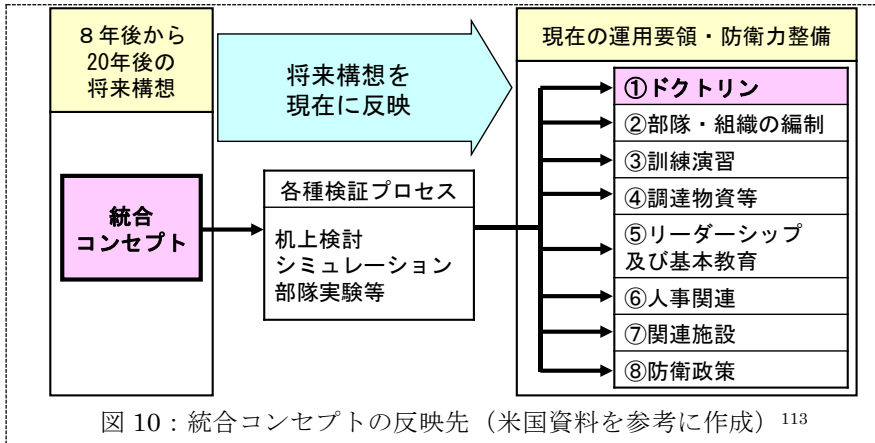 ８年後から
20年後の
将来構想
将来構想を
現在に反映
現在の運用要領・防衛力整備
統合
コンセプト
各種検証プロセス
机上検討
シミュレーション
部隊実験等
①ドクトリン
②部隊・組織の編制
③訓練演習
④調達物資等
⑤リーダーシップ
及び基本教育
⑥人事関連
⑦関連施設
⑧防衛政策
図 10：統合コンセプトの反映先（米国資料を参考に作成）113